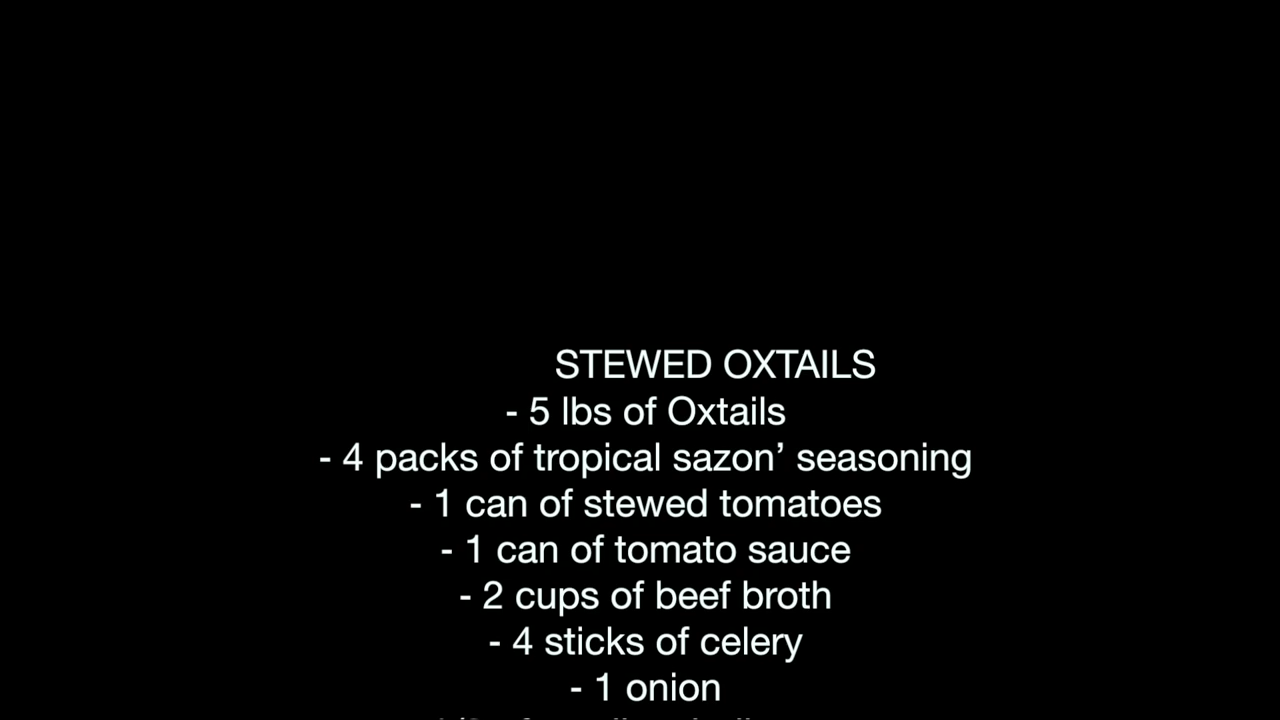 STEWED OXTAILS
- 5 lbs of Oxtails
- 4 packs of tropical sazon’ seasoning
- 1 can of stewed tomatoes
- 1 can of tomato sauce
- 2 cups of beef broth
- 4 sticks of celery
- 1 onion